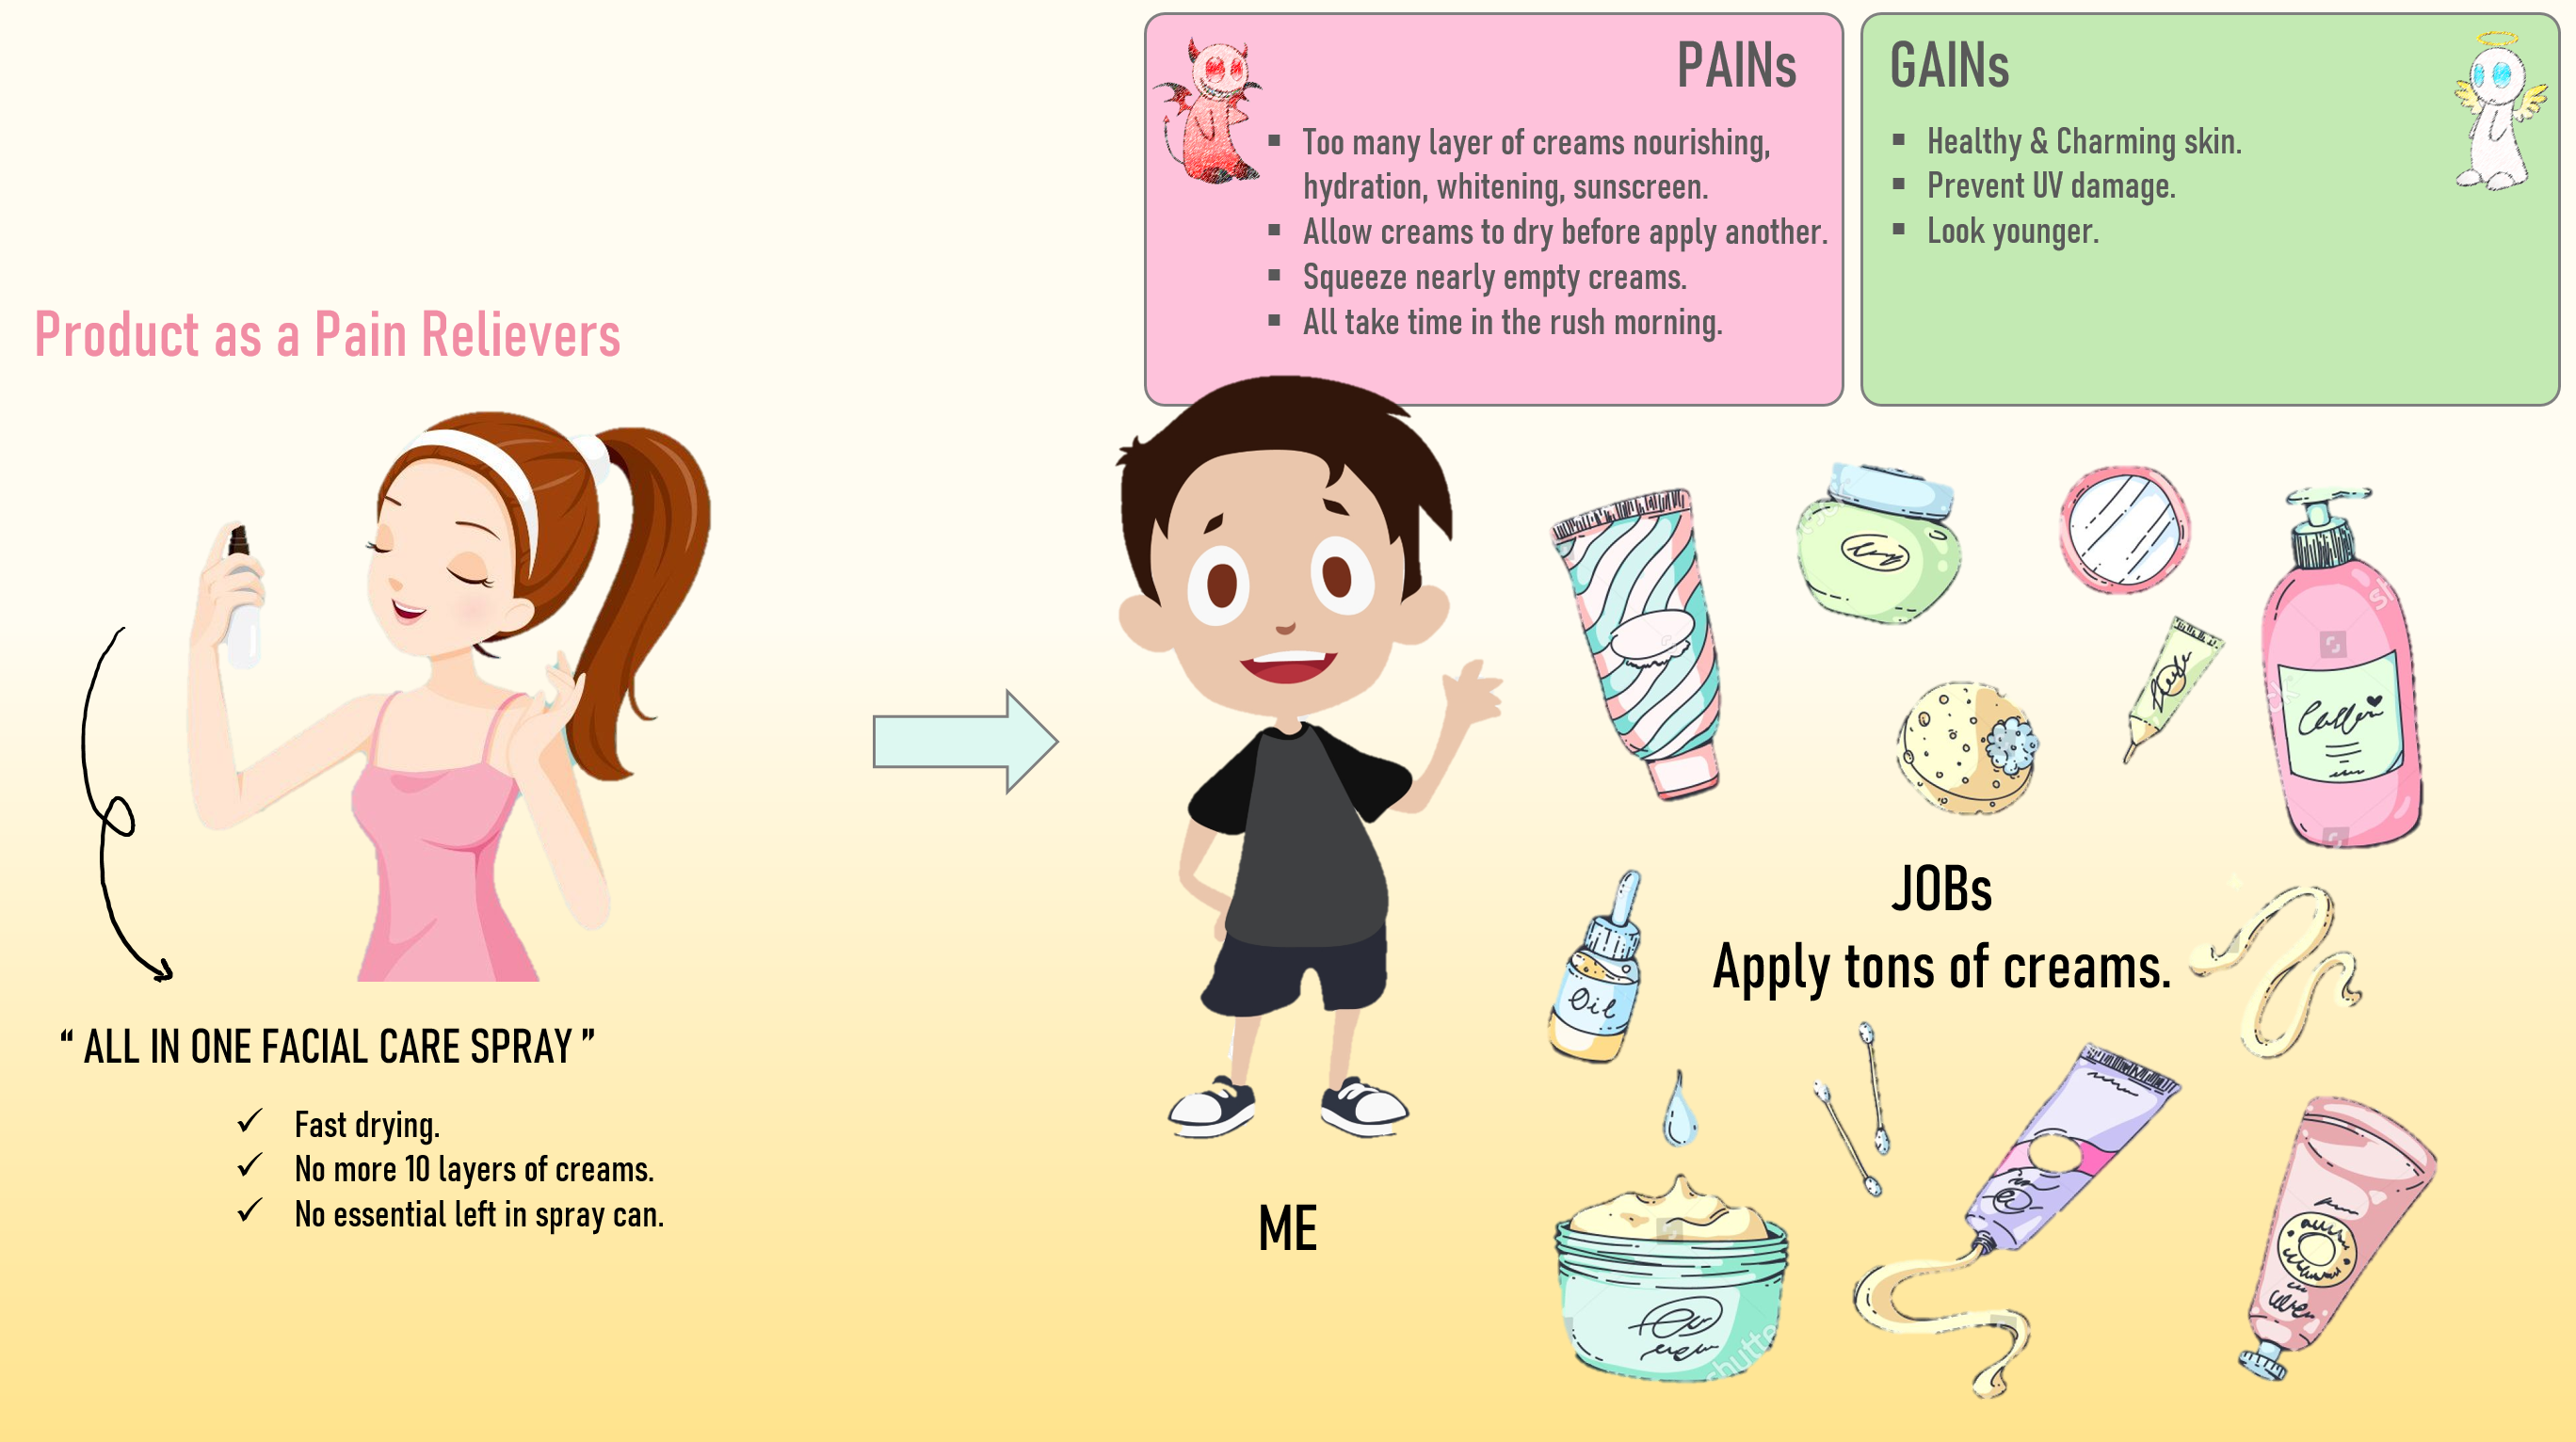 PAINs
▪ Too many layer of creams nourishing,
hydration, whitening, sunscreen.
▪ Allow creams to dry before apply another.
▪ Squeeze nearly empty creams.
▪ All take time in the rush morning.
GAINs
▪ Healthy & Charming skin.
▪ Prevent UV damage.
▪ Look younger.
Product as a Pain Relievers
“ ALL IN ONE FACIAL CARE SPRAY ”
✓ Fast drying.
✓ No more 10 layers of creams.
✓ No essential left in spray can.
ME
JOBs
Apply tons of creams.
Oil